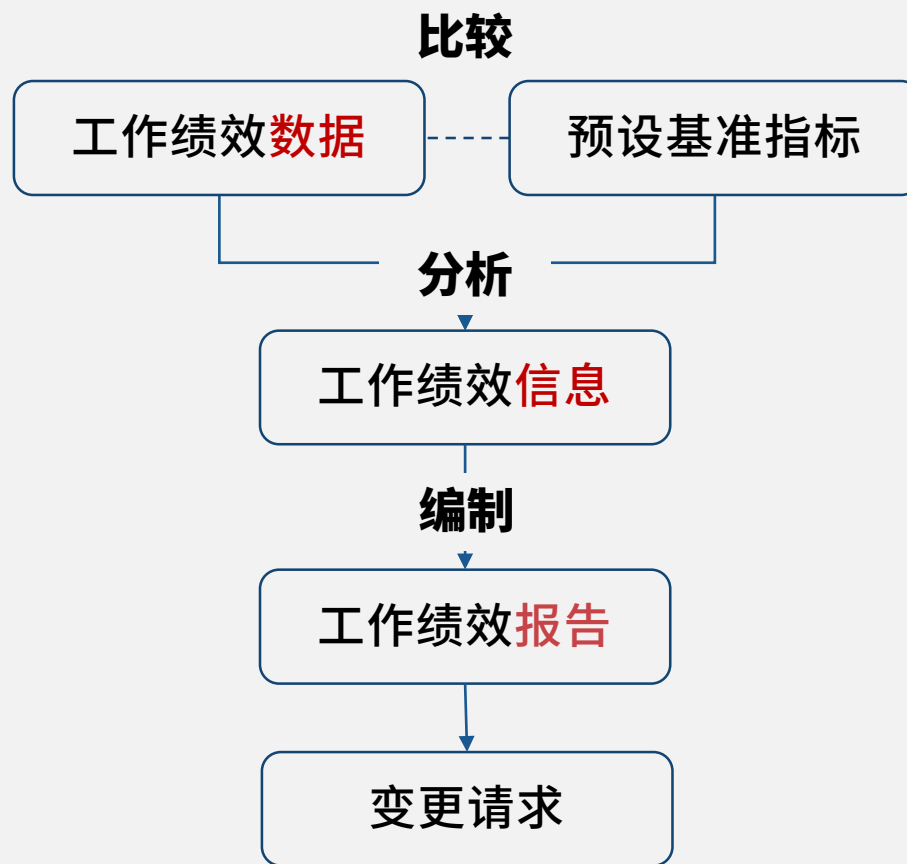 比较
工作绩效数据
预设基准指标
分析
工作绩效信息
编制
工作绩效报告
变更请求